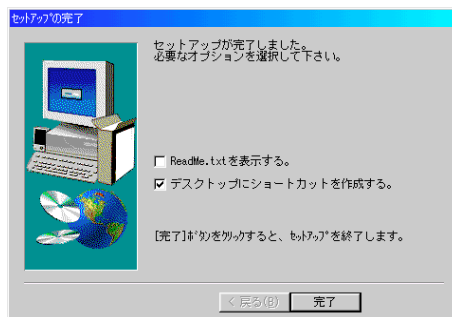 ｾｯﾄｱｯﾌﾟの完了
セットアップが完了しました。
必要なオプションを選択して下さい。
ReadMe.txtを表示する。
デスクトップにショートカットを作成する。
[完了]ﾎﾞﾀﾝをｸﾘｯｸすると、ｾｯﾄｱｯﾌﾟを終了します。
< 戻る(B)
完了